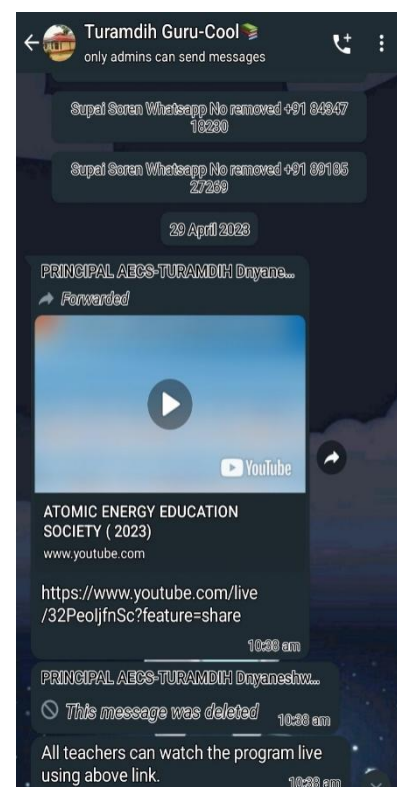 Turamdih Guru-Cool
only admins can send messages
Supai Soren Whatsapp No removed +91 84347
18230
Supai Soren Whatsapp No removed +91 89185
27269
29 April 2023
PRINCIPAL AECS-TURAMDIH Dnyane...
Forwarded
YouTube
ATOMIC ENERGY EDUCATION
SOCIETY ( 2023)
www.youtube.com
https://www.youtube.com/live
/32PeoljfnSc?feature=share
10:38 am
PRINCIPAL AECS-TURAMDIH Dnyaneshw...
This message was deleted
10:38 am
All teachers can watch the program live
using above link.
10:38 am